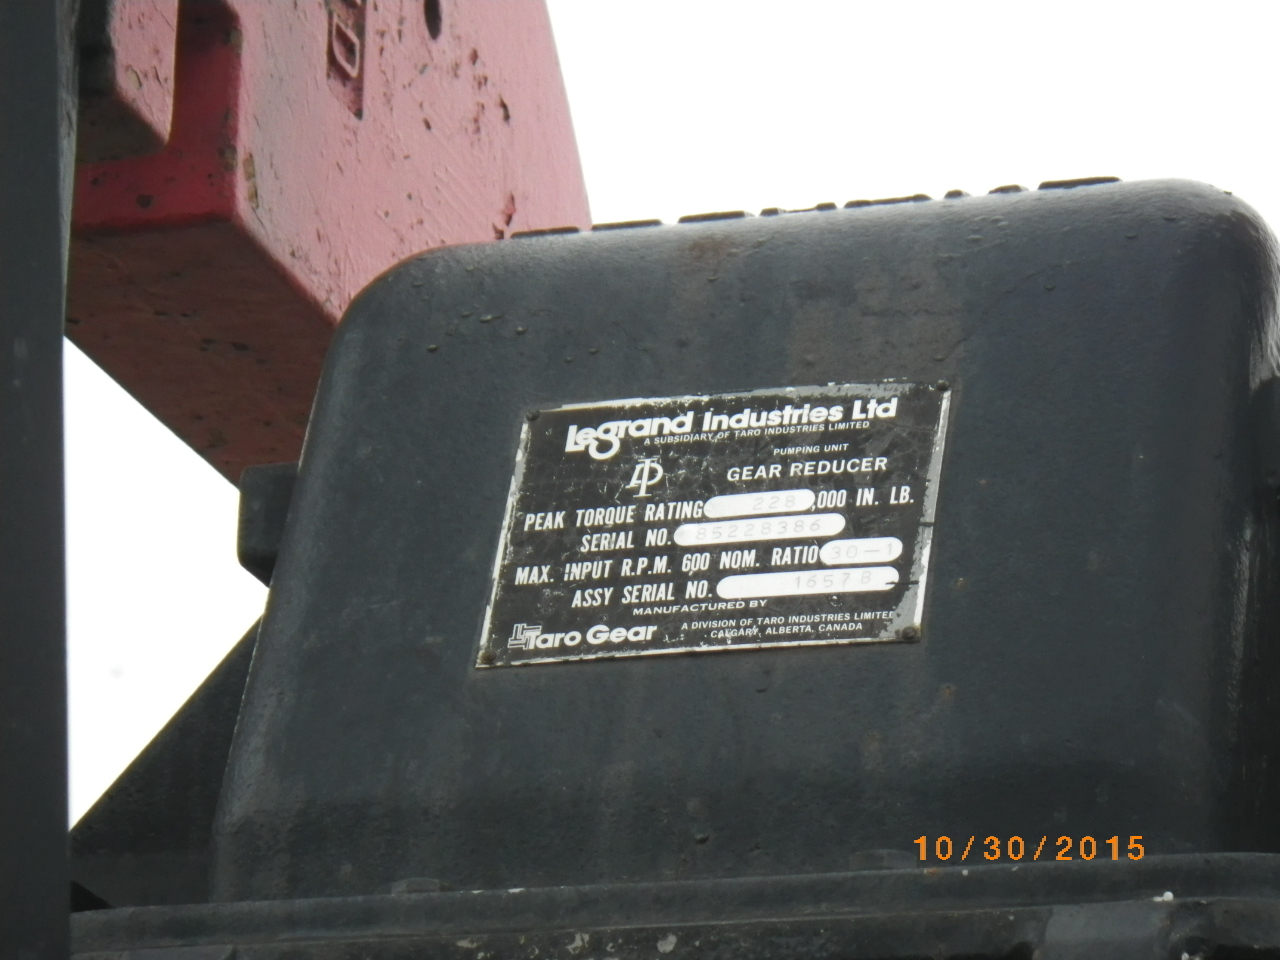 Legrand Industries Ltd
A SUBSIDIARY OF TARO INDUSTRIES LIMITED
PUMPING UNIT
GEAR REDUCER
PEAK TORQUE RATING 228,000 IN. LB.
SERIAL NO. 85228386
MAX. INPUT R.P.M. 600 NOM. RATIO 30-1
ASSY SERIAL NO. 16578
MANUFACTURED BY
Taro Gear
A DIVISION OF TARO INDUSTRIES LIMITED
CALGARY, ALBERTA, CANADA
10/30/2015